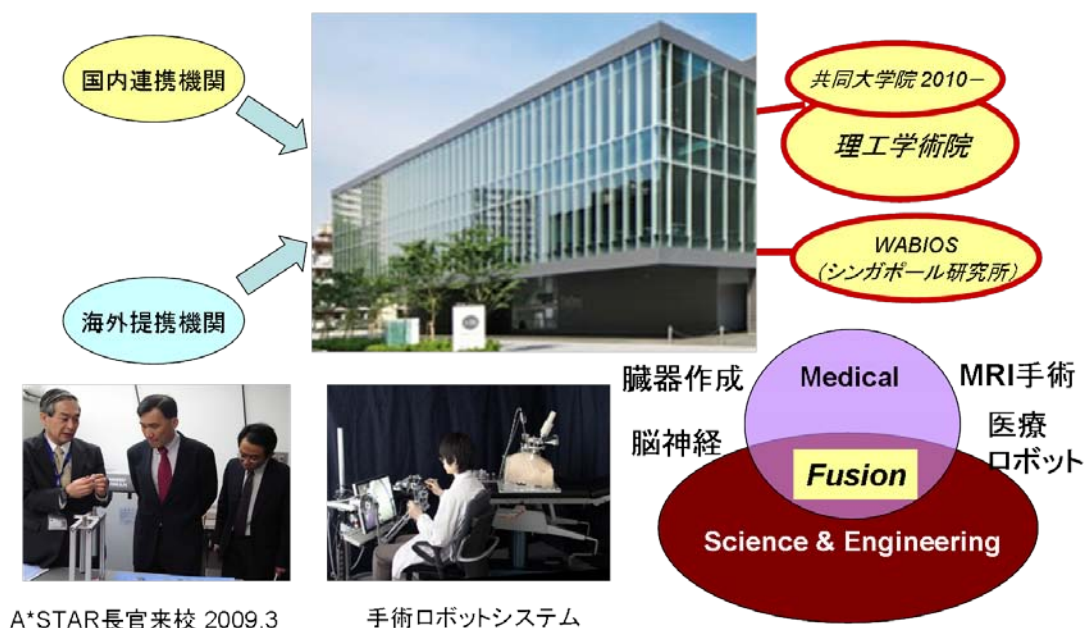 国内連携機関
共同大学院 2010−
理工学術院
WABIOS
(シンガポール研究所)
海外提携機関
臓器作成
Medical
MRI手術
脳神経
医療
ロボット
Fusion
Science & Engineering
A*STAR長官来校 2009.3
手術ロボットシステム